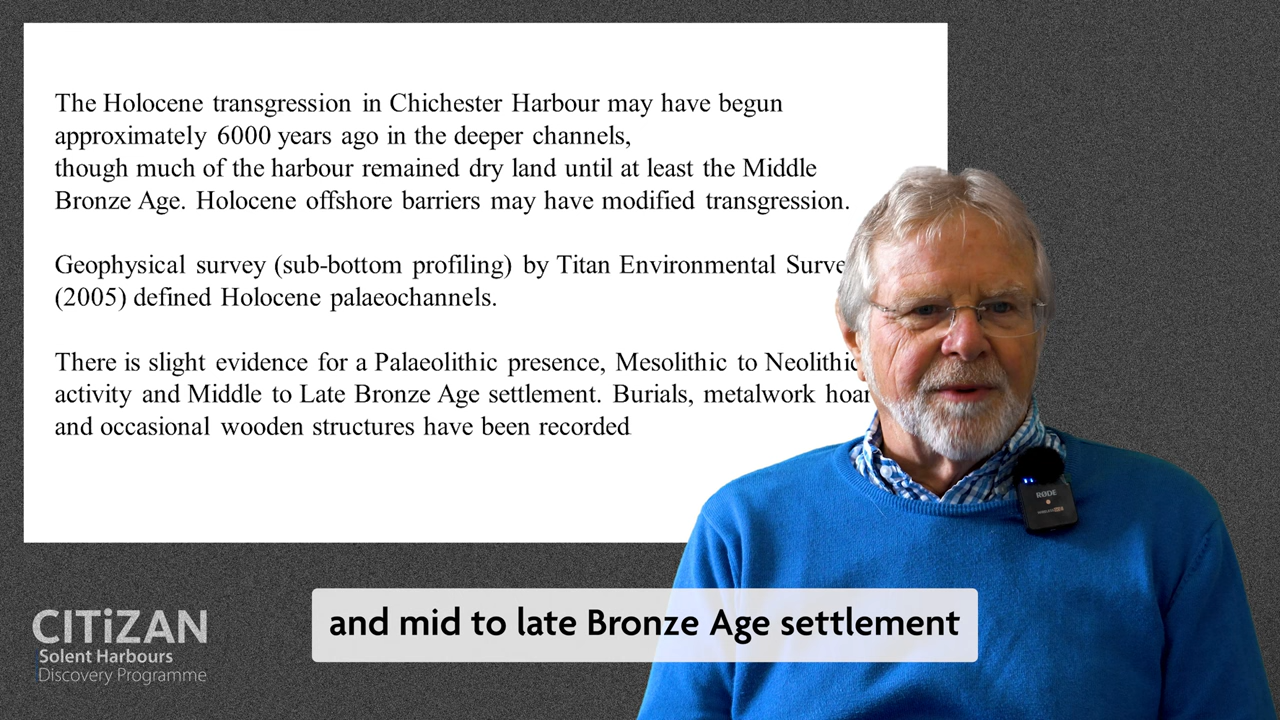 The Holocene transgression in Chichester Harbour may have begun
approximately 6000 years ago in the deeper channels,
though much of the harbour remained dry land until at least the Middle
Bronze Age. Holocene offshore barriers may have modified transgression.
Geophysical survey (sub-bottom profiling) by Titan Environmental
(2005) defined Holocene palaeochannels.
There is slight evidence for a Palaeolithic presence, Mesolithic to Neolithic
activity and Middle to Late Bronze Age settlement. Burials, metalwork
and occasional wooden structures have been recorded
RØDE
CITiZAN
Solent Harbours
Discovery Programme
and mid to late Bronze Age settlement